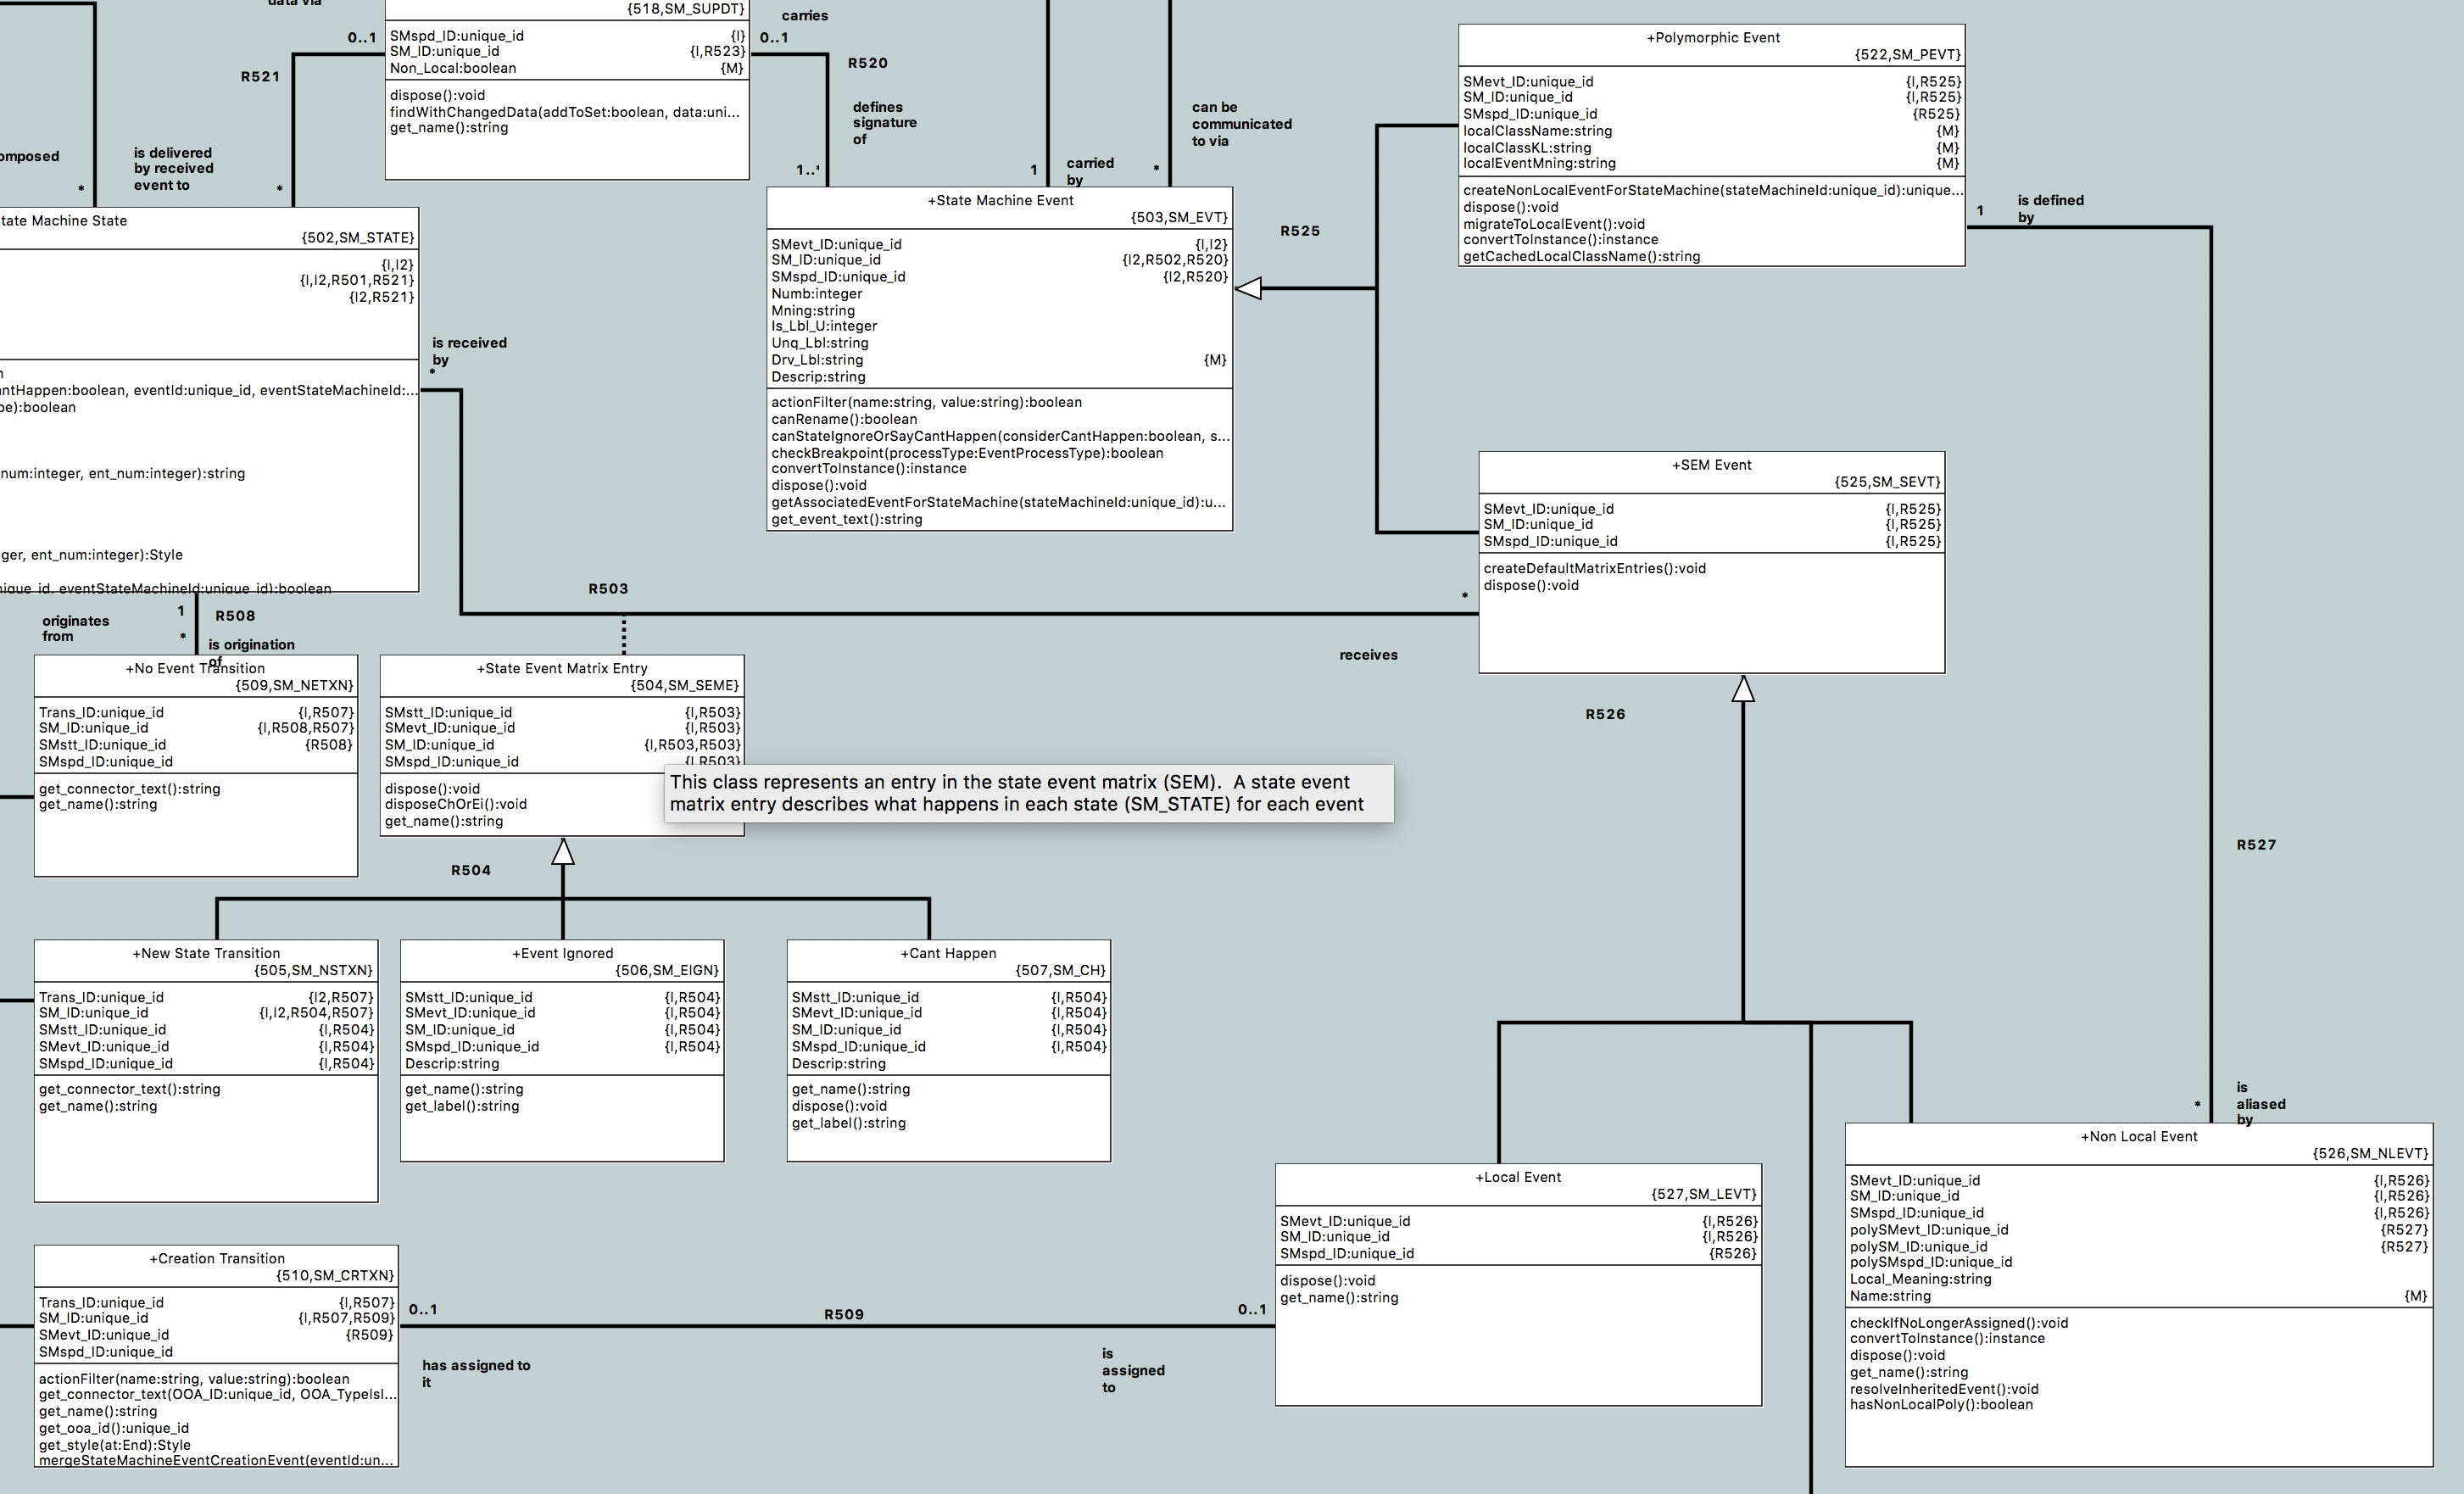 data via
{518,SM_SUPDT}
SMspd_ID:unique_id {I}
SM_ID:unique_id {I,R523}
Non_Local:boolean {M}
dispose():void
findWithChangedData(addToSet:boolean, data:uni...
get_name():string
0..1
R521
is delivered
by received
event to
*
omposed
*
carries
0..1
R520
defines
signature
of
1..*
1
carried
by
can be
communicated
to via
*
tate Machine State
{502,SM_STATE}
{I,I2}
{I,I2,R501,R521}
{I2,R521}
n
antHappen:boolean, eventId:unique_id, eventStateMachineId:...
pe):boolean
num:integer, ent_num:integer):string
ger, ent_num:integer):Style
nique_id, eventStateMachineId:unique_id):boolean
is received
by
*
+State Machine Event
{503,SM_EVT}
SMevt_ID:unique_id {I,I2}
SM_ID:unique_id {I2,R502,R520}
SMspd_ID:unique_id {I2,R520}
Numb:integer
Mning:string
Is_Lbl_U:integer
Unq_Lbl:string
Drv_Lbl:string {M}
Descrip:string
actionFilter(name:string, value:string):boolean
canRename():boolean
canStateIgnoreOrSayCantHappen(considerCantHappen:boolean, s...
checkBreakpoint(processType:EventProcessType):boolean
convertToInstance():instance
dispose():void
getAssociatedEventForStateMachine(stateMachineId:unique_id):u...
get_event_text():string
R525
+Polymorphic Event
{522,SM_PEVT}
SMevt_ID:unique_id {I,R525}
SM_ID:unique_id {I,R525}
SMspd_ID:unique_id {R525}
localClassName:string {M}
localClassKL:string {M}
localEventMning:string {M}
createNonLocalEventForStateMachine(stateMachineId:unique_id):unique...
dispose():void
migrateToLocalEvent():void
convertToInstance():instance
getCachedLocalClassName():string
1
is defined
by
+SEM Event
{525,SM_SEVT}
SMevt_ID:unique_id {I,R525}
SM_ID:unique_id {I,R525}
SMspd_ID:unique_id {I,R525}
createDefaultMatrixEntries():void
dispose():void
R503
*
receives
R526
R527
originates
from
1
*
R508
is origination
of
+No Event Transition
{509,SM_NETXN}
Trans_ID:unique_id {I,R507}
SM_ID:unique_id {I,R508,R507}
SMstt_ID:unique_id {R508}
SMspd_ID:unique_id
get_connector_text():string
get_name():string
+State Event Matrix Entry
{504,SM_SEME}
SMstt_ID:unique_id {I,R503}
SMevt_ID:unique_id {I,R503}
SM_ID:unique_id {I,R503,R503}
SMspd_ID:unique_id {I,R503}
dispose():void
disposeChOrEi():void
get_name():string
This class represents an entry in the state event matrix (SEM).  A state event
matrix entry describes what happens in each state (SM_STATE) for each event
R504
+New State Transition
{505,SM_NSTXN}
Trans_ID:unique_id {I2,R507}
SM_ID:unique_id {I,I2,R504,R507}
SMstt_ID:unique_id {I,R504}
SMevt_ID:unique_id {I,R504}
SMspd_ID:unique_id {I,R504}
get_connector_text():string
get_name():string
+Event Ignored
{506,SM_EIGN}
SMstt_ID:unique_id {I,R504}
SMevt_ID:unique_id {I,R504}
SM_ID:unique_id {I,R504}
SMspd_ID:unique_id {I,R504}
Descrip:string
get_name():string
get_label():string
+Cant Happen
{507,SM_CH}
SMstt_ID:unique_id {I,R504}
SMevt_ID:unique_id {I,R504}
SM_ID:unique_id {I,R504}
SMspd_ID:unique_id {I,R504}
Descrip:string
get_name():string
dispose():void
get_label():string
+Creation Transition
{510,SM_CRTXN}
Trans_ID:unique_id {I,R507}
SM_ID:unique_id {I,R507,R509}
SMevt_ID:unique_id {R509}
SMspd_ID:unique_id
actionFilter(name:string, value:string):boolean
get_connector_text(OOA_ID:unique_id, OOA_TypeIsI...
get_name():string
get_ooa_id():unique_id
get_style(at:End):Style
mergeStateMachineEventCreationEvent(eventId:un...
0..1
has assigned to
it
R509
0..1
is
assigned
to
+Local Event
{527,SM_LEVT}
SMevt_ID:unique_id {I,R526}
SM_ID:unique_id {I,R526}
SMspd_ID:unique_id {R526}
dispose():void
get_name():string
*
is
aliased
by
+Non Local Event
{526,SM_NLEVT}
SMevt_ID:unique_id {I,R526}
SM_ID:unique_id {I,R526}
SMspd_ID:unique_id {I,R526}
polySMevt_ID:unique_id {R527}
polySM_ID:unique_id {R527}
polySMspd_ID:unique_id
Local_Meaning:string
Name:string {M}
checkIfNoLongerAssigned():void
convertToInstance():instance
dispose():void
get_name():string
resolveInheritedEvent():void
hasNonLocalPoly():boolean